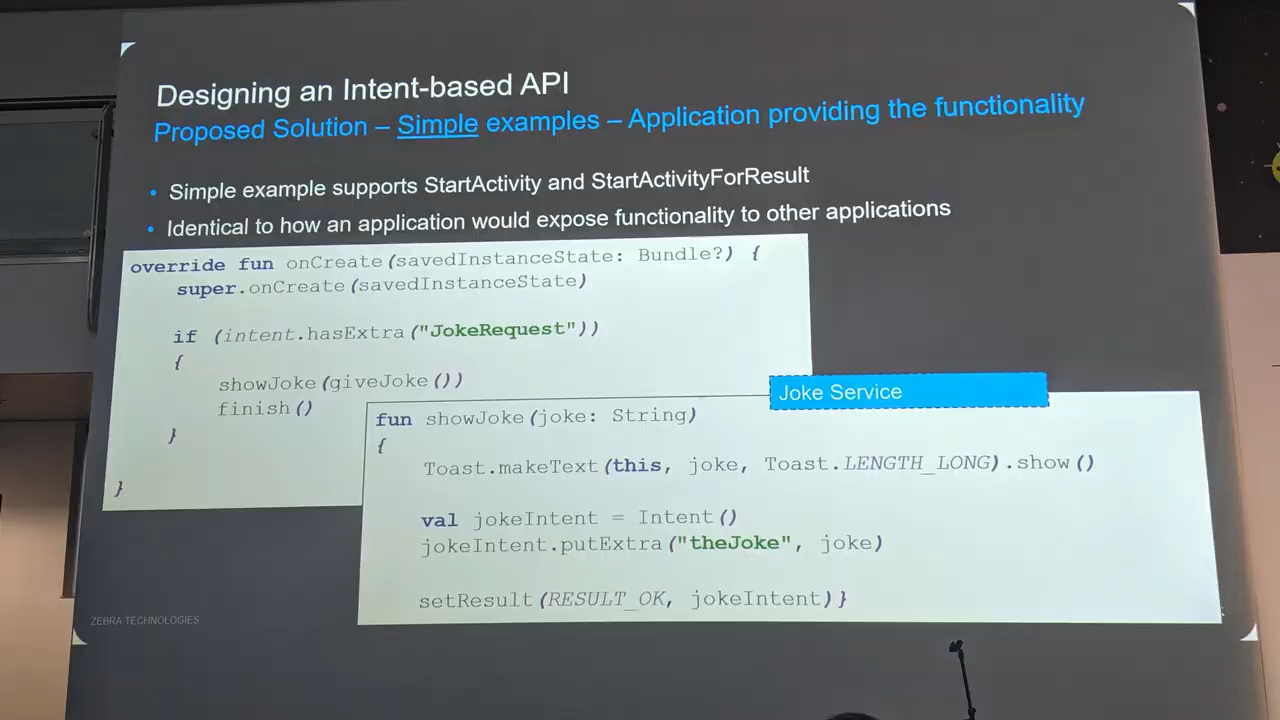 Designing an Intent-based API
Proposed Solution – Simple examples – Application providing the functionality
• Simple example supports StartActivity and StartActivityForResult
• Identical to how an application would expose functionality to other applications
override fun onCreate(savedInstanceState: Bundle?) {
super.onCreate(savedInstanceState)
if (intent.hasExtra("JokeRequest"))
{
showJoke(giveJoke())
finish()
}
}
Joke Service
fun showJoke(joke: String)
{
Toast.makeText(this, joke, Toast.LENGTH_LONG).show()
val jokeIntent = Intent()
jokeIntent.putExtra("theJoke", joke)
setResult(RESULT_OK, jokeIntent)}
ZEBRA TECHNOLOGIES